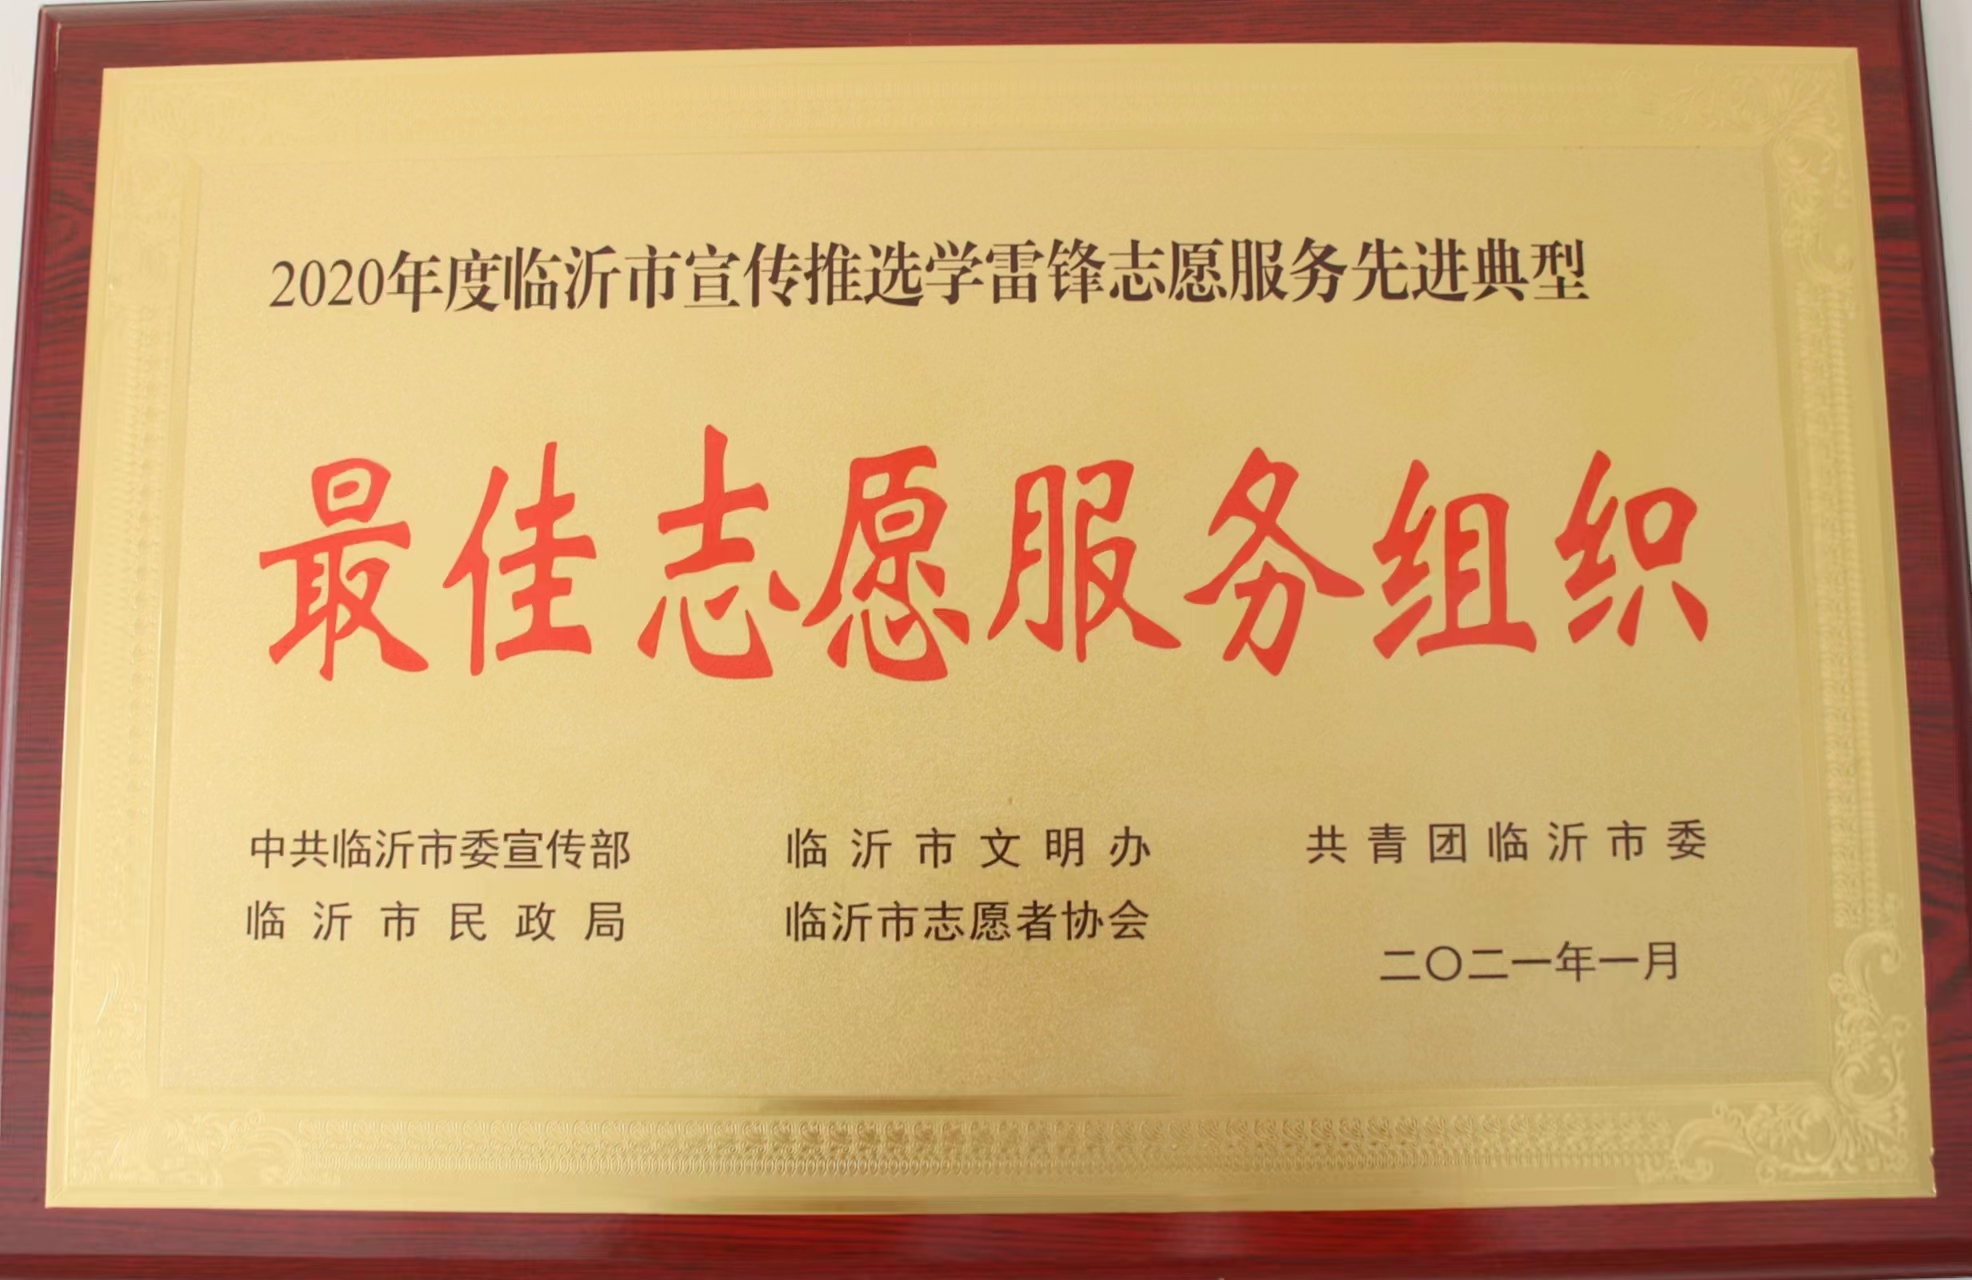 2020年度临沂市宣传推选学雷锋志愿服务先进典型
最佳志愿服务组织
中共临沂市委宣传部 临沂市文明办 共青团临沂市委
临沂市民政局 临沂市志愿者协会
二〇二一年一月